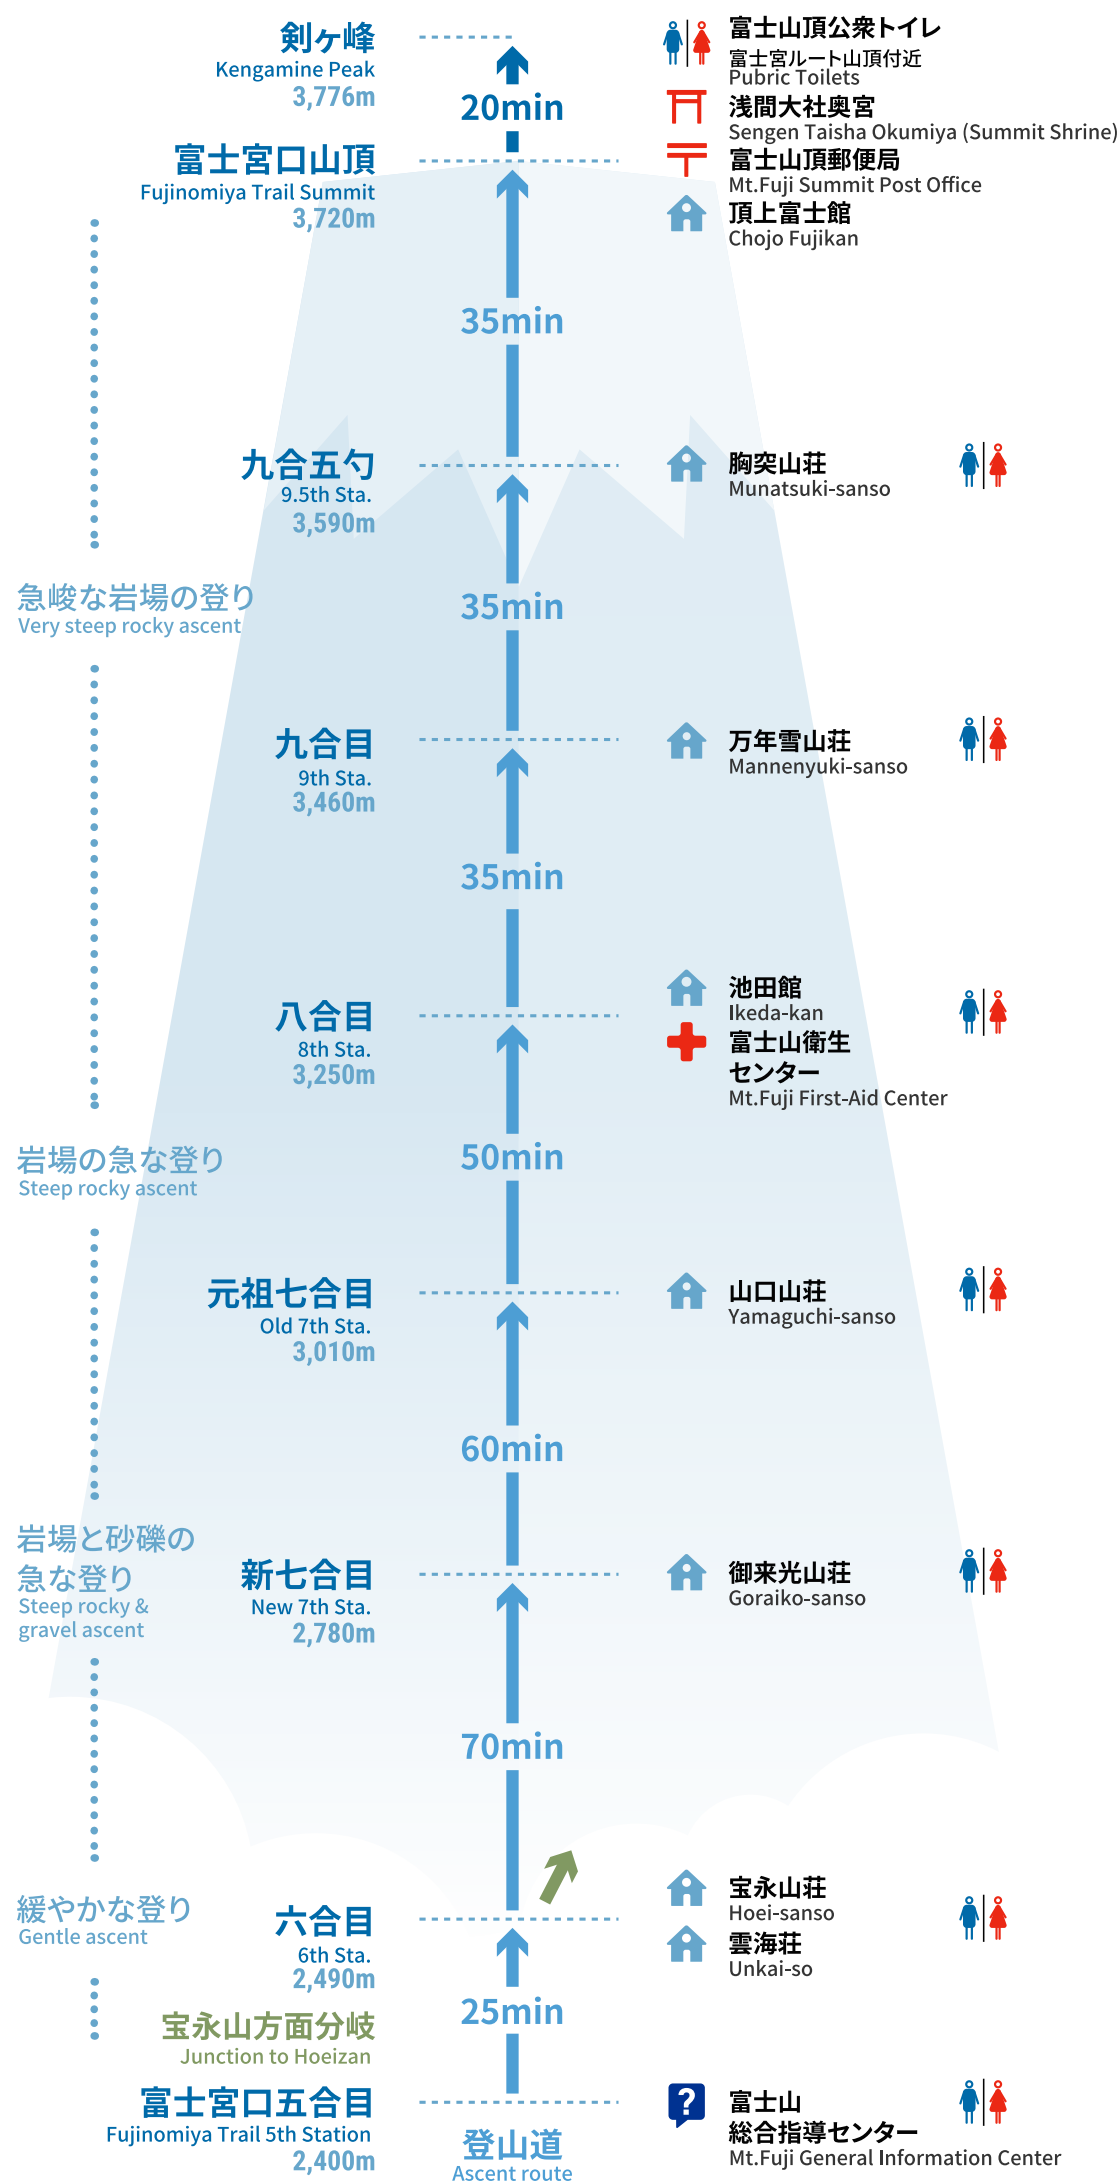 剣ヶ峰
Kengamine Peak
3,776m
20min
富士山頂公衆トイレ
富士宮ルート山頂付近
Pubric Toilets
浅間大社奥宮
Sengen Taisha Okumiya (Summit Shrine)
富士宮口山頂
Fujinomiya Trail Summit
3,720m
富士山頂郵便局
Mt.Fuji Summit Post Office
頂上富士館
Chojo Fujikan
35min
九合五勺
9.5th Sta.
3,590m
胸突山荘
Munatsuki-sanso
急峻な岩場の登り
Very steep rocky ascent
35min
九合目
9th Sta.
3,460m
万年雪山荘
Mannenyuki-sanso
35min
八合目
8th Sta.
3,250m
池田館
Ikeda-kan
富士山衛生
センター
Mt.Fuji First-Aid Center
岩場の急な登り
Steep rocky ascent
50min
元祖七合目
Old 7th Sta.
3,010m
山口山荘
Yamaguchi-sanso
60min
岩場と砂礫の
急な登り
Steep rocky &
gravel ascent
新七合目
New 7th Sta.
2,780m
御来光山荘
Goraiko-sanso
70min
緩やかな登り
Gentle ascent
六合目
6th Sta.
2,490m
宝永山荘
Hoei-sanso
雲海荘
Unkai-so
25min
宝永山方面分岐
Junction to Hoeizan
富士宮口五合目
Fujinomiya Trail 5th Station
2,400m
登山道
Ascent route
?
富士山
総合指導センター
Mt.Fuji General Information Center